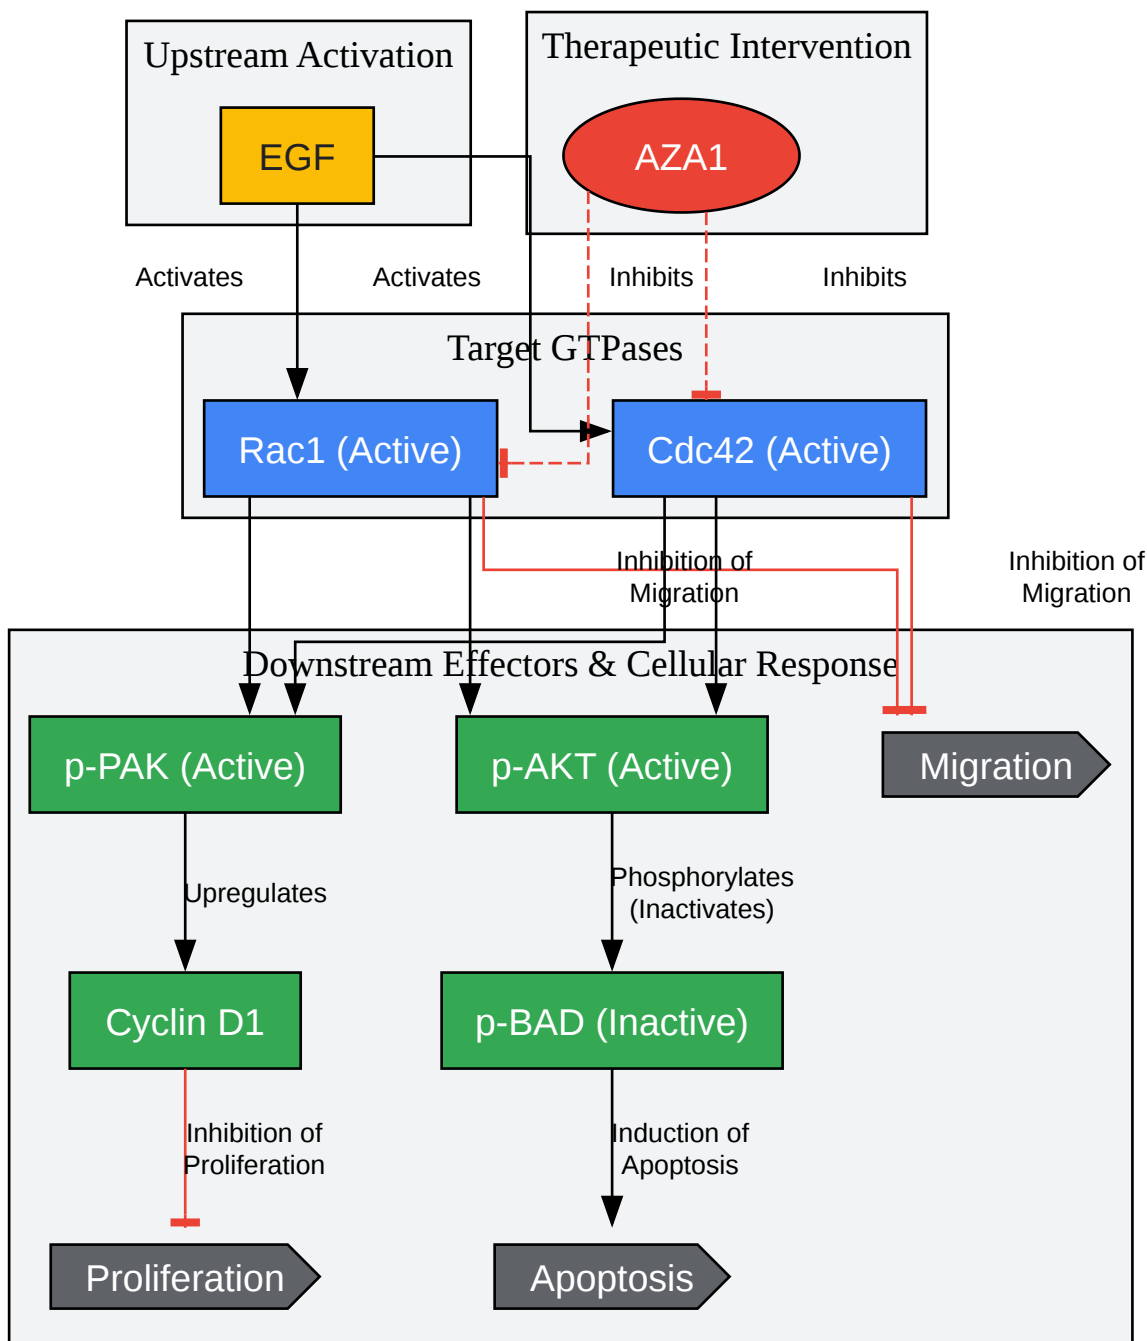 Upstream Activation
Therapeutic Intervention
EGF
AZA1
Activates
Activates
Inhibits
Inhibits
Target GTPases
Rac1 (Active)
Cdc42 (Active)
Inhibition of
Migration
Inhibition of
Migration
Downstream Effectors & Cellular Response
p-PAK (Active)
p-AKT (Active)
Migration
Upregulates
Phosphorylates
(Inactivates)
Cyclin D1
p-BAD (Inactive)
Inhibition of
Proliferation
Induction of
Apoptosis
Proliferation
Apoptosis